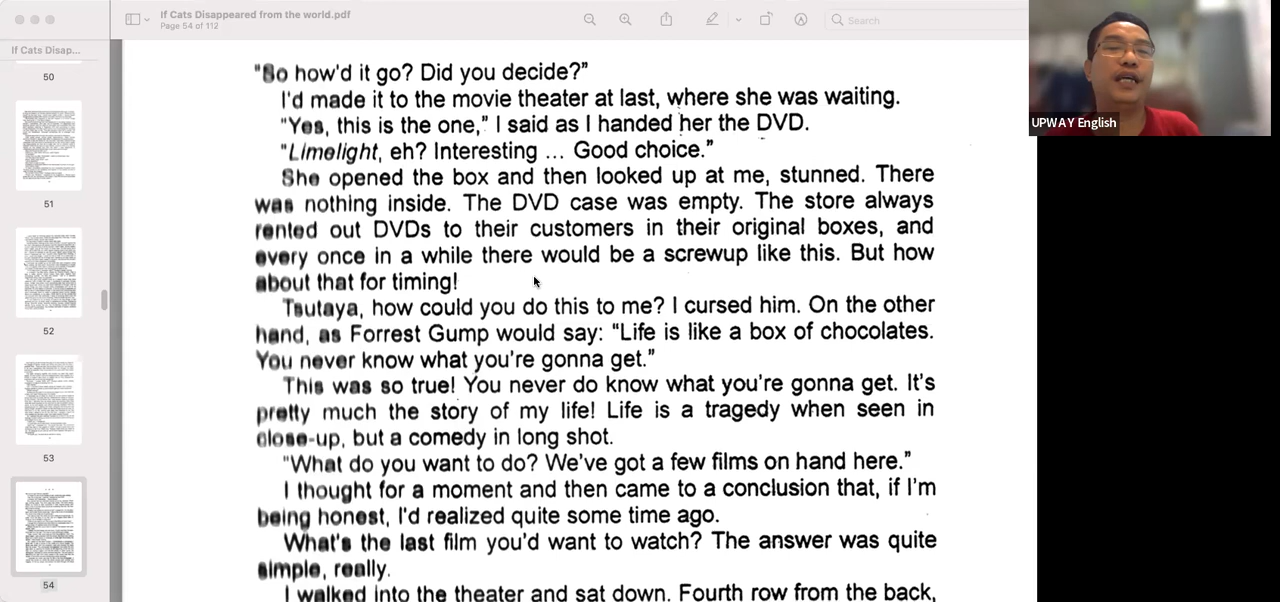 If Cats Disappeared from the world.pdf
Page 54 of 112
Search
If Cats Disap...
50
51
52
53
54
"So how'd it go? Did you decide?"
I'd made it to the movie theater at last, where she was waiting.
"Yes, this is the one," I said as I handed her the DVD.
"Limelight, eh? Interesting ... Good choice."
She opened the box and then looked up at me, stunned. There
was nothing inside. The DVD case was empty. The store always
rented out DVDs to their customers in their original boxes, and
every once in a while there would be a screwup like this. But how
about that for timing!
Tsutaya, how could you do this to me? I cursed him. On the other
hand, as Forrest Gump would say: "Life is like a box of chocolates.
You never know what you're gonna get."
This was so true! You never do know what you're gonna get. It's
pretty much the story of my life! Life is a tragedy when seen in
close-up, but a comedy in long shot.
"What do you want to do? We've got a few films on hand here."
I thought for a moment and then came to a conclusion that, if I'm
being honest, I'd realized quite some time ago.
What's the last film you'd want to watch? The answer was quite
simple, really.
I walked into the theater and sat down. Fourth row from the back,
UPWAY English